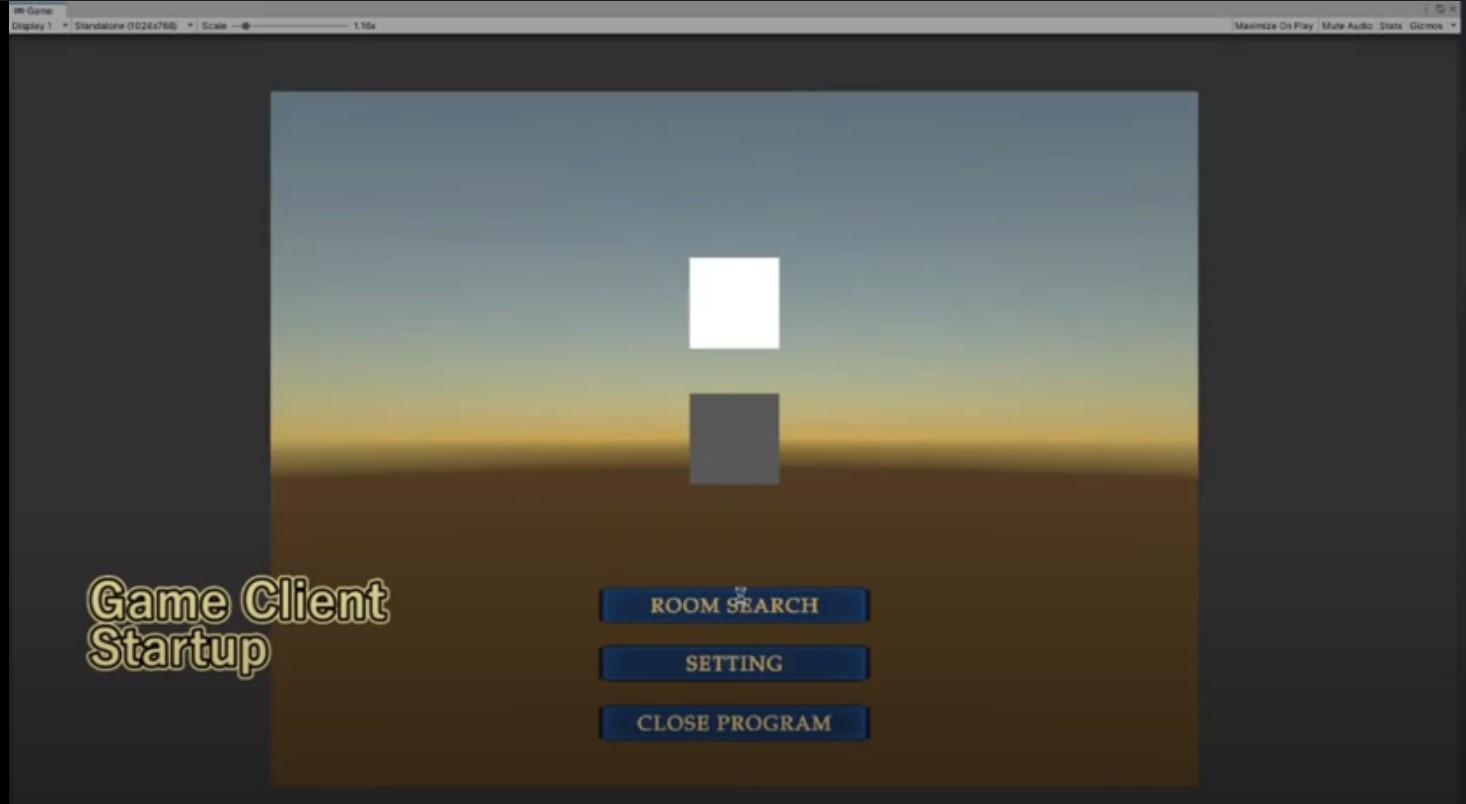 Game
Display 1 Standalone (1024x768) Scale 1.16x Maximize On Play Mute Audio Stats Gizmos
Game Client
Startup
ROOM SEARCH
SETTING
CLOSE PROGRAM